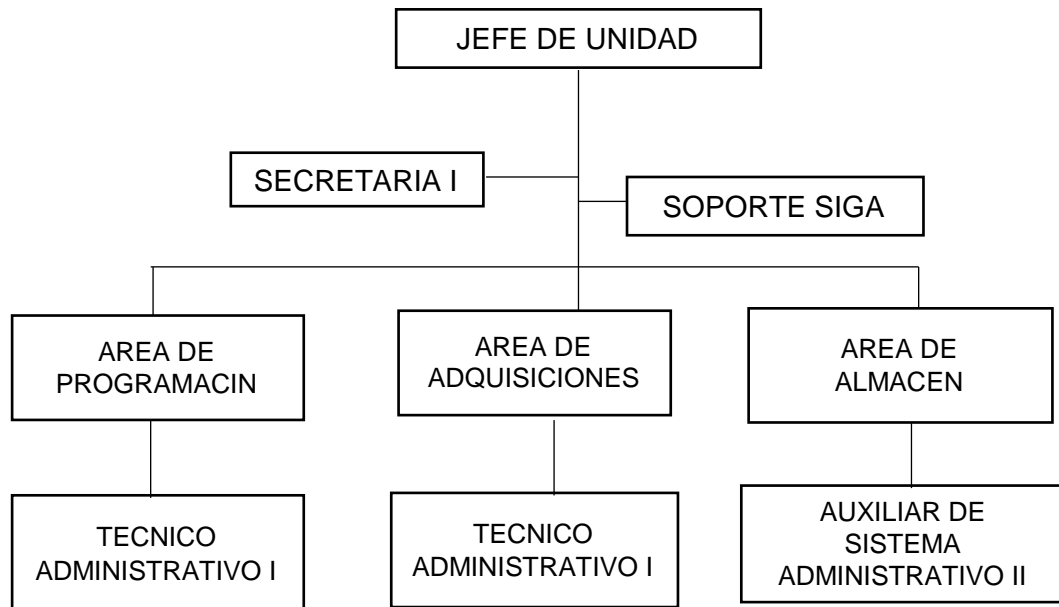 JEFE DE UNIDAD
SECRETARIA I
SOPORTE SIGA
AREA DE
PROGRAMACIN
AREA DE
ADQUISICIONES
AREA DE
ALMACEN
TECNICO
ADMINISTRATIVO I
TECNICO
ADMINISTRATIVO I
AUXILIAR DE
SISTEMA
ADMINISTRATIVO II